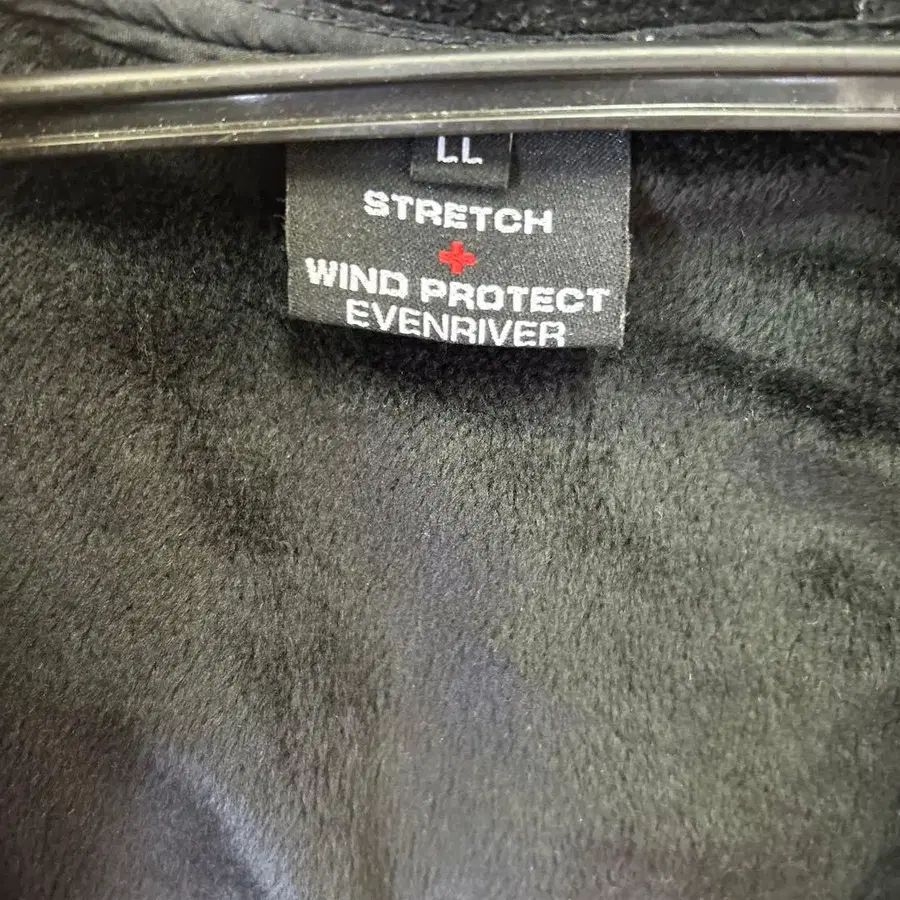 LL
STRETCH
+
WIND PROTECT
EVENRIVER